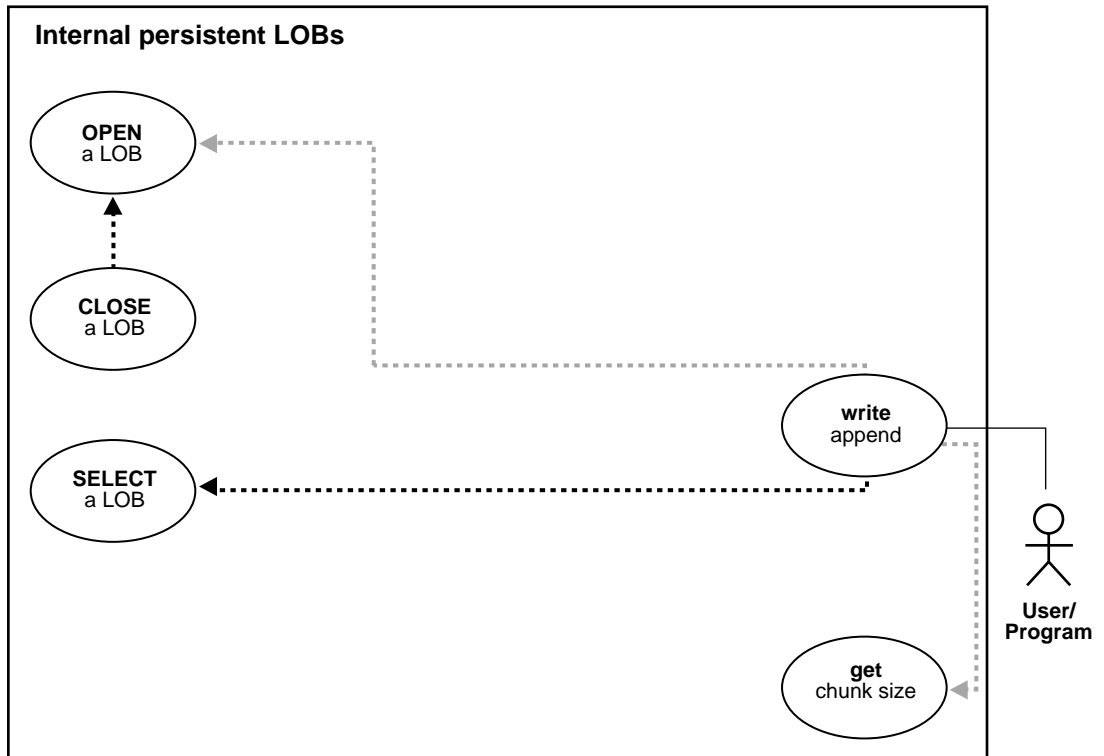 Internal persistent LOBs
OPEN
a LOB
CLOSE
a LOB
write
append
SELECT
a LOB
User/
Program
get
chunk size